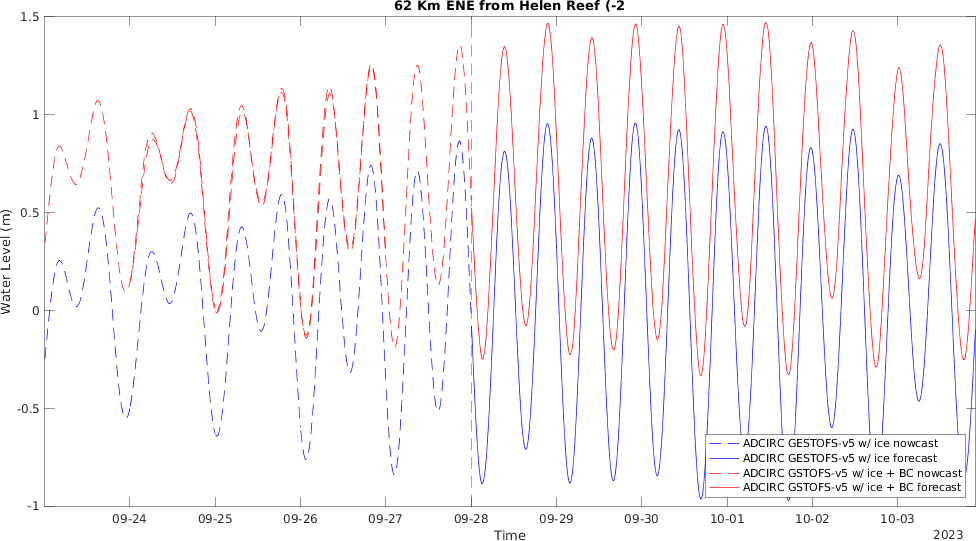 62 Km ENE from Helen Reef (-2
1.5
1
0.5
0
-0.5
-1
Water Level (m)
09-24 09-25 09-26 09-27 09-28 09-29 09-30 10-01 10-02 10-03
Time
2023
ADCIRC GESTOFS-v5 w/ ice nowcast
ADCIRC GESTOFS-v5 w/ ice forecast
ADCIRC GSTOFS-v5 w/ ice + BC nowcast
ADCIRC GSTOFS-v5 w/ ice + BC forecast